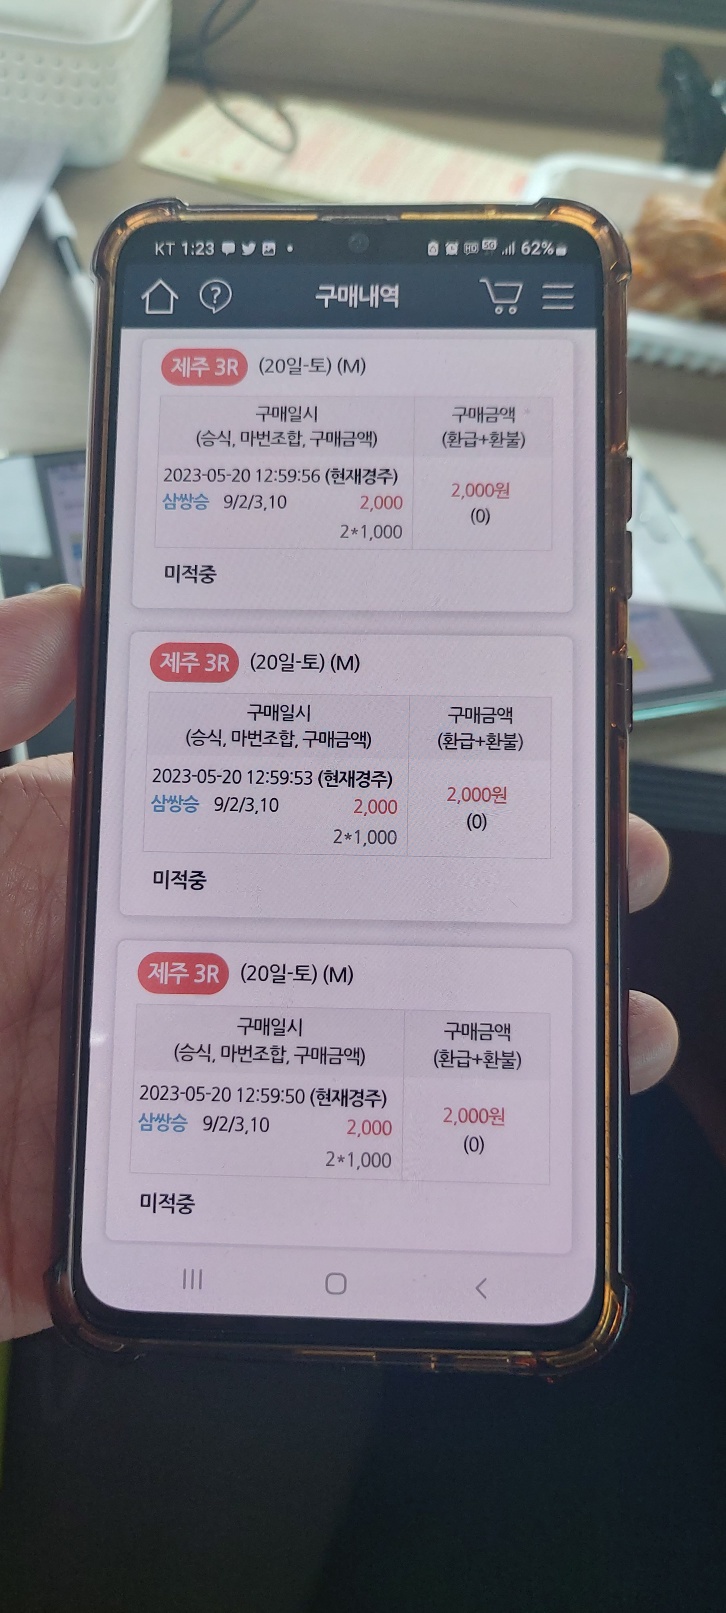 KT 1:23 62%
구매내역
제주 3R (20일-토) (M)
구매일시 구매금액
(승식, 마번조합, 구매금액) (환급+환불)
2023-05-20 12:59:56 (현재경주) 2,000원
삼쌍승 9/2/3,10 2,000 (0)
2*1,000
미적중
제주 3R (20일-토) (M)
구매일시 구매금액
(승식, 마번조합, 구매금액) (환급+환불)
2023-05-20 12:59:53 (현재경주) 2,000원
삼쌍승 9/2/3,10 2,000 (0)
2*1,000
미적중
제주 3R (20일-토) (M)
구매일시 구매금액
(승식, 마번조합, 구매금액) (환급+환불)
2023-05-20 12:59:50 (현재경주) 2,000원
삼쌍승 9/2/3,10 2,000 (0)
2*1,000
미적중